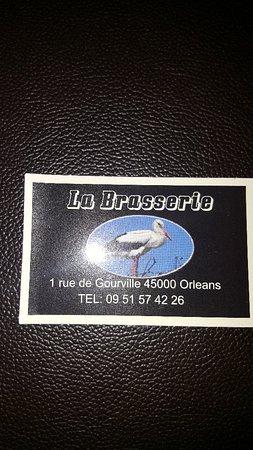 La Brasserie
1 rue de Gourville 45000 Orleans
TEL: 09 51 57 42 26